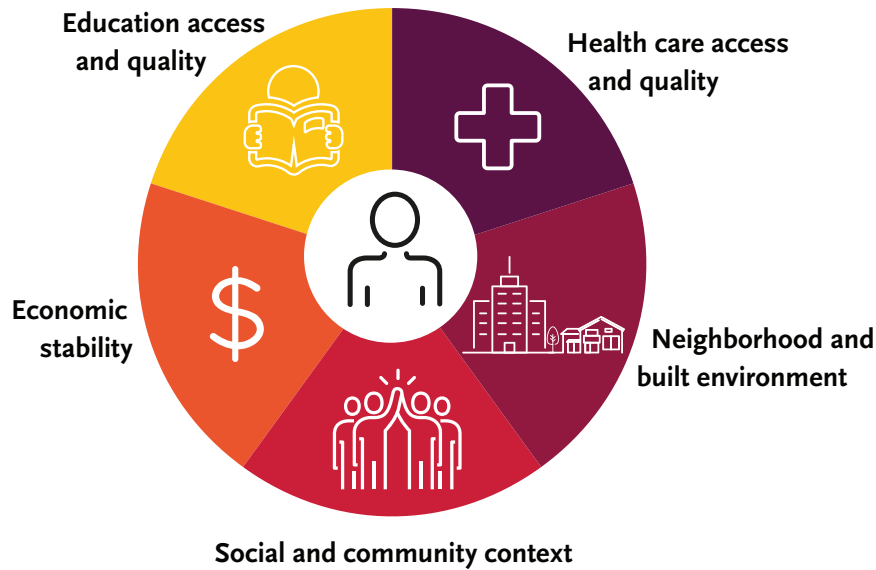 Education access
and quality
Health care access
and quality
Economic
stability
$
Neighborhood and
built environment
Social and community context